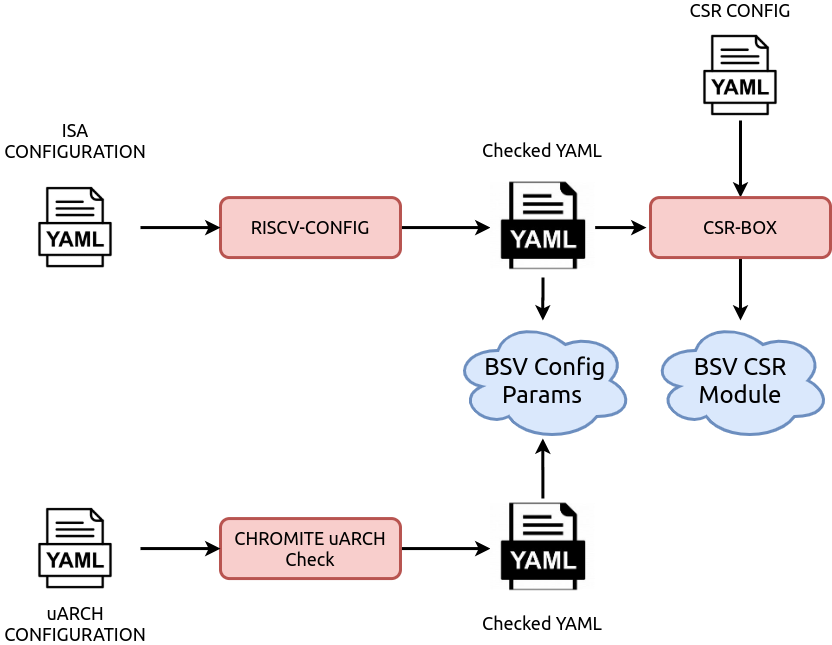 CSR CONFIG
YAML
ISA
CONFIGURATION
Checked YAML
YAML
RISCV-CONFIG
YAML
CSR-BOX
BSV Config
Params
BSV CSR
Module
YAML
CHROMITE uARCH
Check
YAML
uARCH
CONFIGURATION
Checked YAML